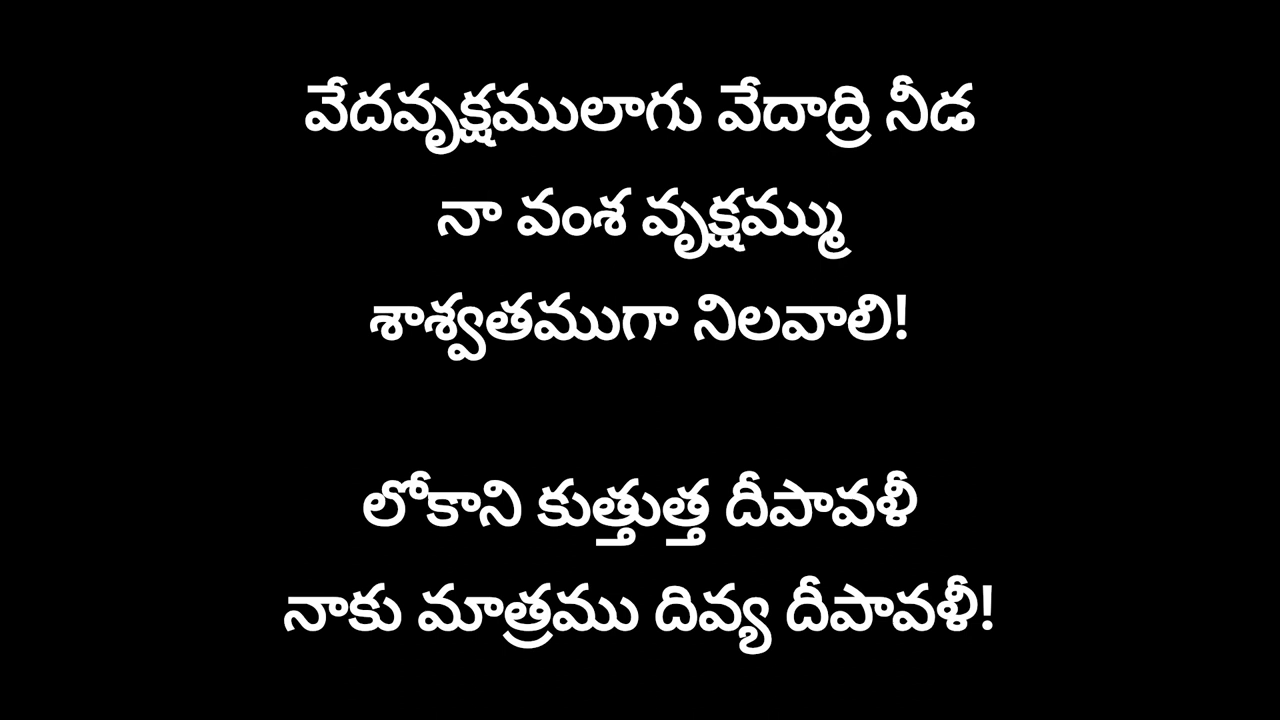 వేదవృక్షములాగు వేదాద్రి నీడ
నా వంశ వృక్షమ్ము
శాశ్వతముగా నిలవాలి!
లోకాని కుత్తుత్త దీపావళీ
నాకు మాత్రము దివ్య దీపావళీ!